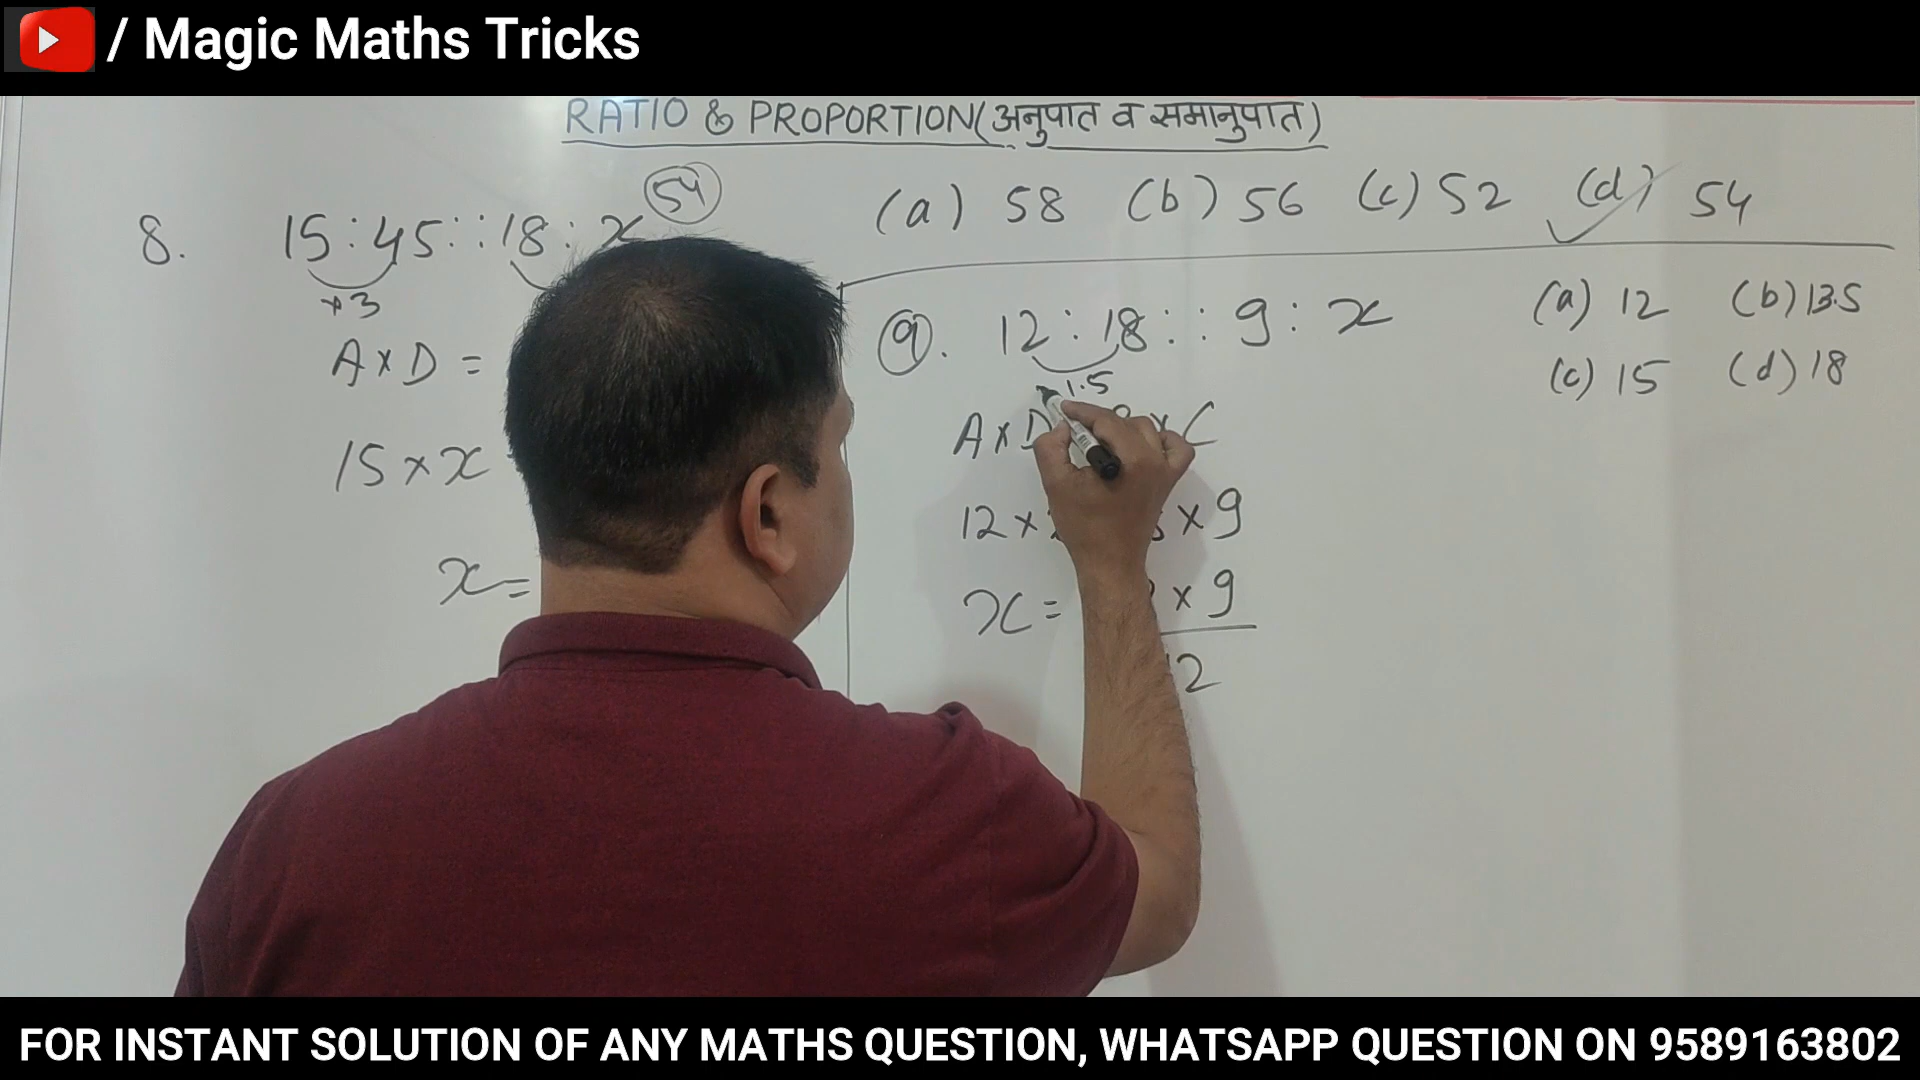 / Magic Maths Tricks
RATIO & PROPORTION(अनुपात व समानुपात)
8. 15:45::18:x 54
×3
A×D =
15×x
x=
(a) 58 (b) 56 (c) 52 (d) 54
9. 12:18::9:x
1.5
(a) 12 (b) 13.5
(c) 15 (d) 18
A×D × C
12× × 9
x= × 9
12
FOR INSTANT SOLUTION OF ANY MATHS QUESTION, WHATSAPP QUESTION ON 9589163802